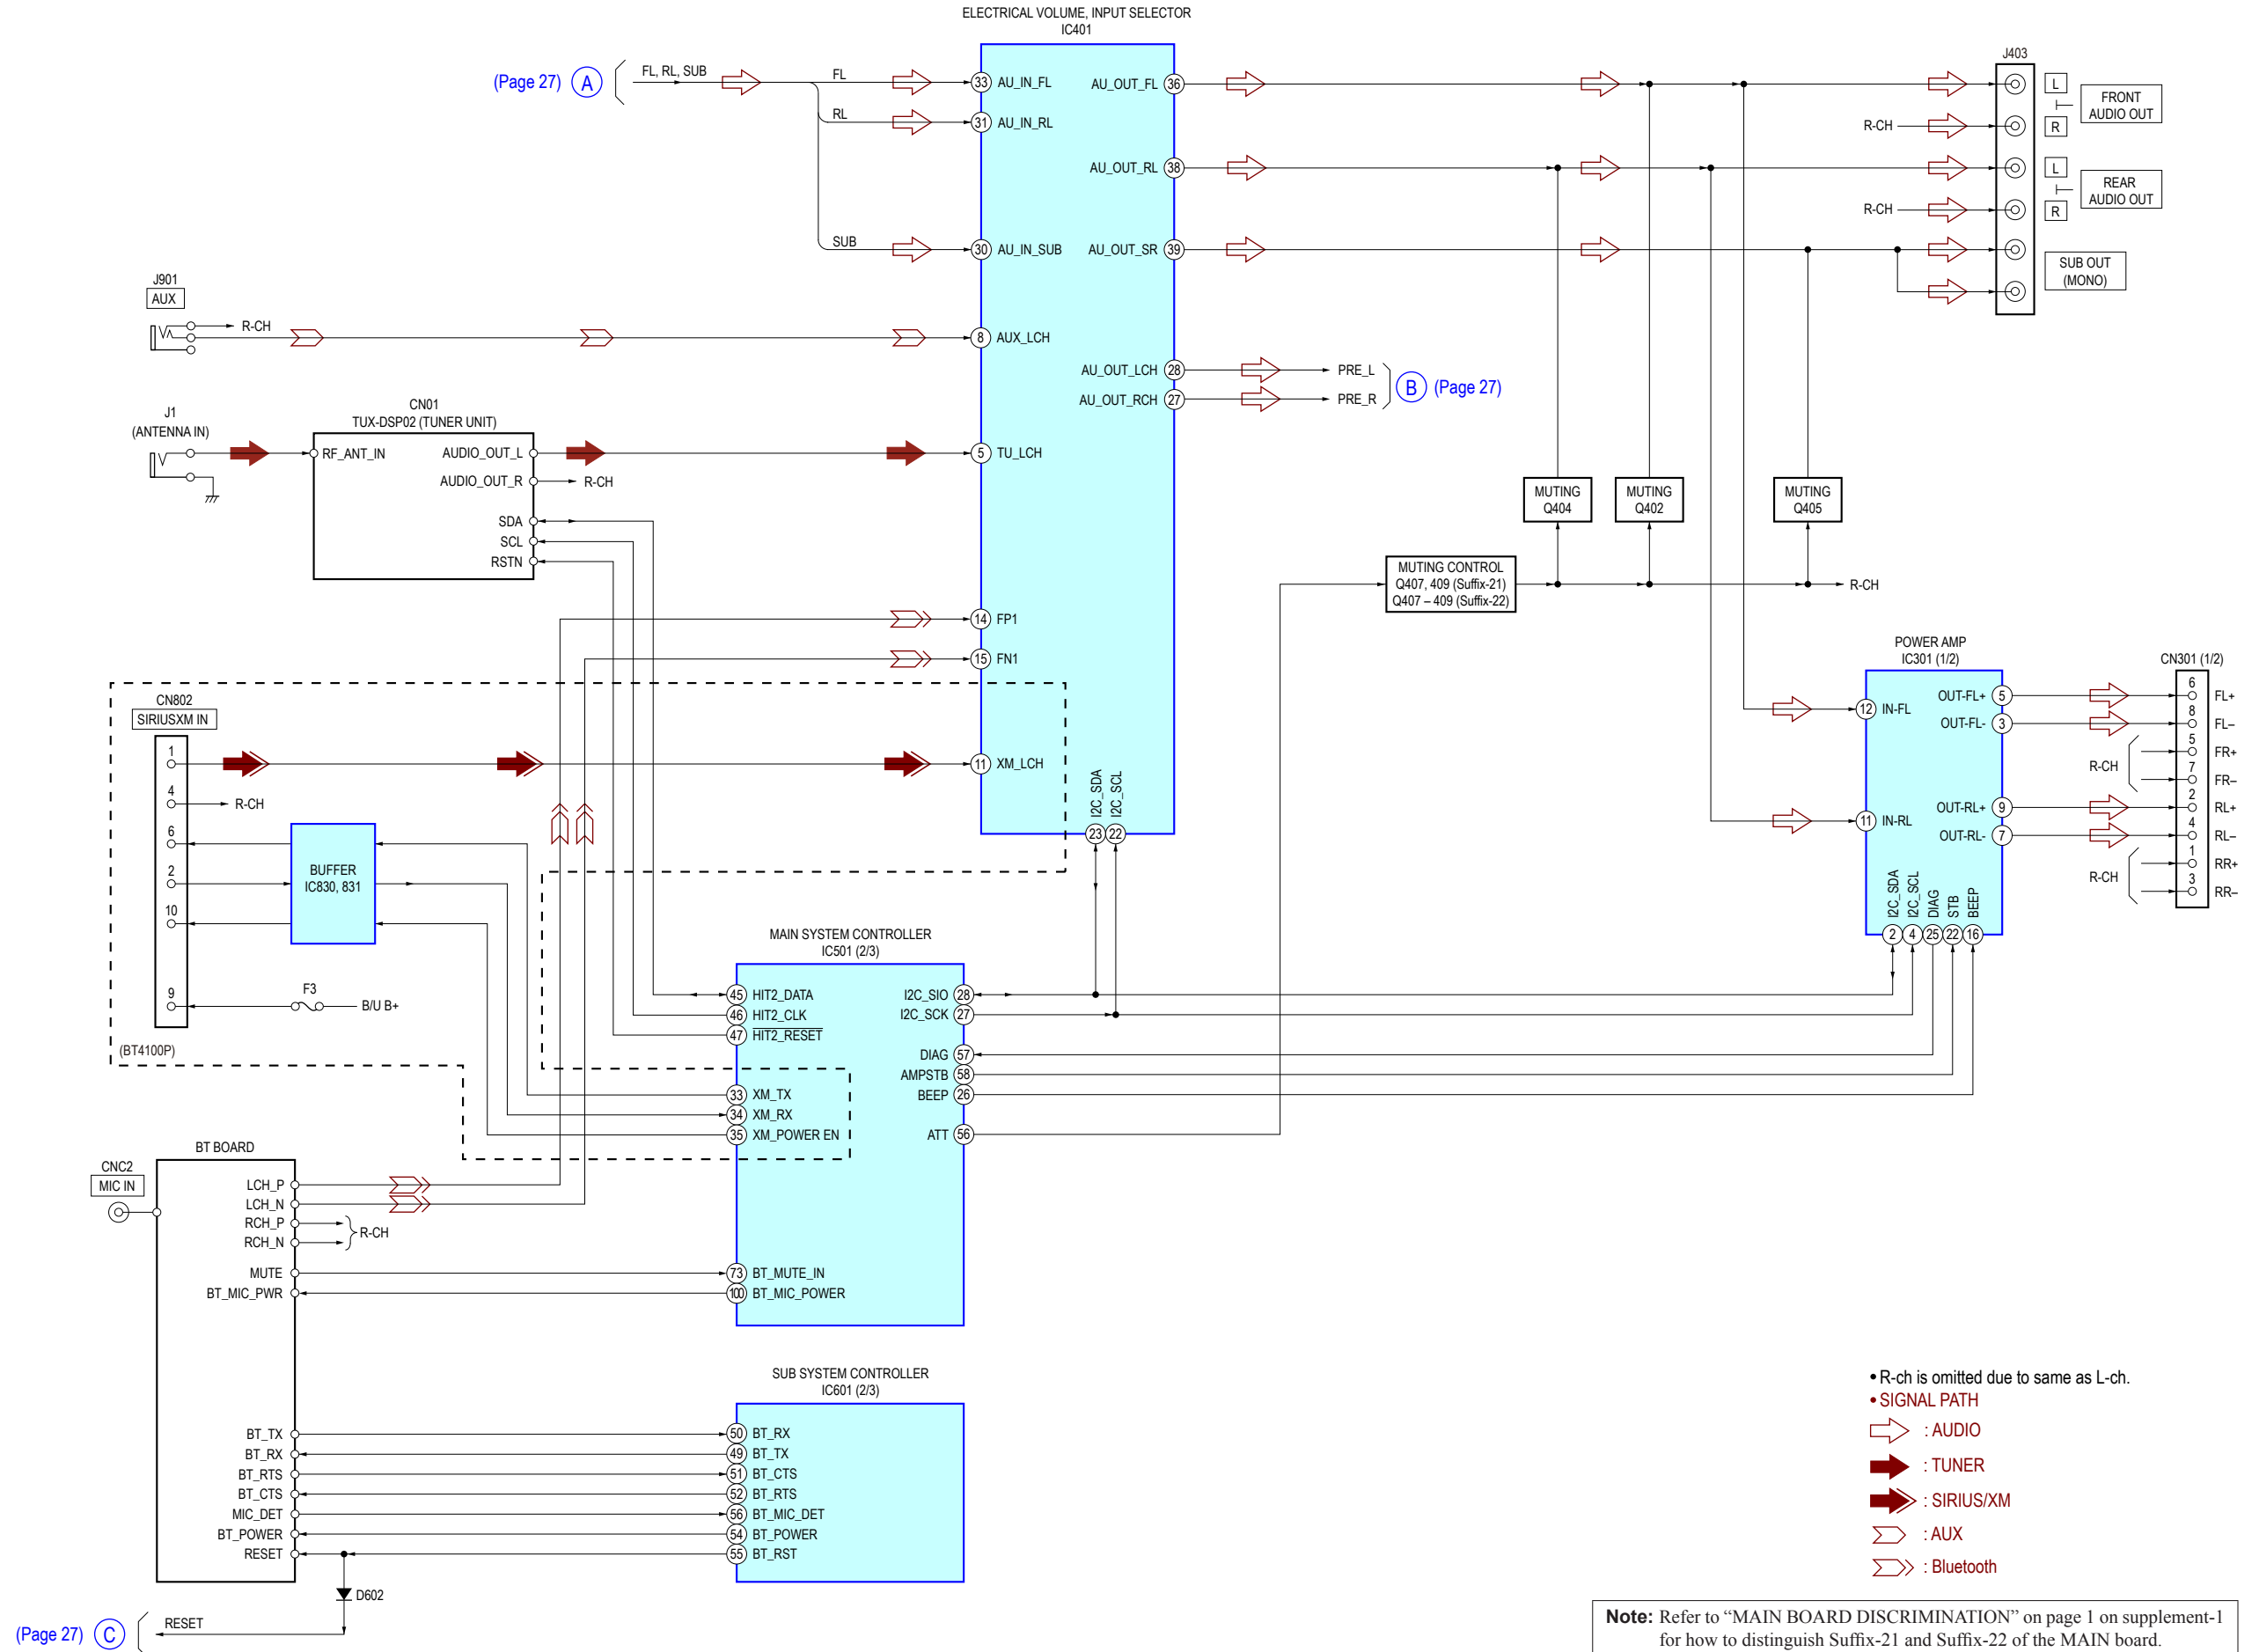 ELECTRICAL VOLUME, INPUT SELECTOR
IC401
(Page 27) A
FL, RL, SUB
FL
RL
SUB
33 AU_IN_FL
31 AU_IN_RL
30 AU_IN_SUB
8 AUX_LCH
5 TU_LCH
14 FP1
15 FN1
11 XM_LCH
AU_OUT_FL 36
AU_OUT_RL 38
AU_OUT_SR 39
AU_OUT_LCH 28
AU_OUT_RCH 27
I2C_SDA
I2C_SCL
23 22
PRE_L
PRE_R
B (Page 27)
J403
L
R
FRONT
AUDIO OUT
R-CH
L
R
REAR
AUDIO OUT
R-CH
SUB OUT
(MONO)
J901
AUX
R-CH
J1
(ANTENNA IN)
CN01
TUX-DSP02 (TUNER UNIT)
RF_ANT_IN
AUDIO_OUT_L
AUDIO_OUT_R
R-CH
SDA
SCL
RSTN
MUTING
Q404
MUTING
Q402
MUTING
Q405
MUTING CONTROL
Q407, 409 (Suffix-21)
Q407 – 409 (Suffix-22)
R-CH
POWER AMP
IC301 (1/2)
12 IN-FL
11 IN-RL
OUT-FL+ 5
OUT-FL- 3
OUT-RL+ 9
OUT-RL- 7
I2C_SDA
I2C_SCL
DIAG
STB
BEEP
2 4 25 22 16
CN301 (1/2)
6 FL+
8 FL–
5 FR+
7 FR–
R-CH
2 RL+
4 RL–
1 RR+
3 RR–
R-CH
CN802
SIRIUSXM IN
1
4
R-CH
6
2
10
9
BUFFER
IC830, 831
F3
B/U B+
(BT4100P)
MAIN SYSTEM CONTROLLER
IC501 (2/3)
45 HIT2_DATA
46 HIT2_CLK
47 HIT2_RESET
33 XM_TX
34 XM_RX
35 XM_POWER EN
73 BT_MUTE_IN
100 BT_MIC_POWER
I2C_SIO 28
I2C_SCK 27
DIAG 57
AMPSTB 58
BEEP 26
ATT 56
BT BOARD
CNC2
MIC IN
LCH_P
LCH_N
RCH_P
RCH_N
R-CH
MUTE
BT_MIC_PWR
BT_TX
BT_RX
BT_RTS
BT_CTS
MIC_DET
BT_POWER
RESET
SUB SYSTEM CONTROLLER
IC601 (2/3)
50 BT_RX
49 BT_TX
51 BT_CTS
52 BT_RTS
56 BT_MIC_DET
54 BT_POWER
55 BT_RST
D602
(Page 27) C
RESET
• R-ch is omitted due to same as L-ch.
• SIGNAL PATH
: AUDIO
: TUNER
: SIRIUS/XM
: AUX
: Bluetooth
Note: Refer to “MAIN BOARD DISCRIMINATION” on page 1 on supplement-1
for how to distinguish Suffix-21 and Suffix-22 of the MAIN board.